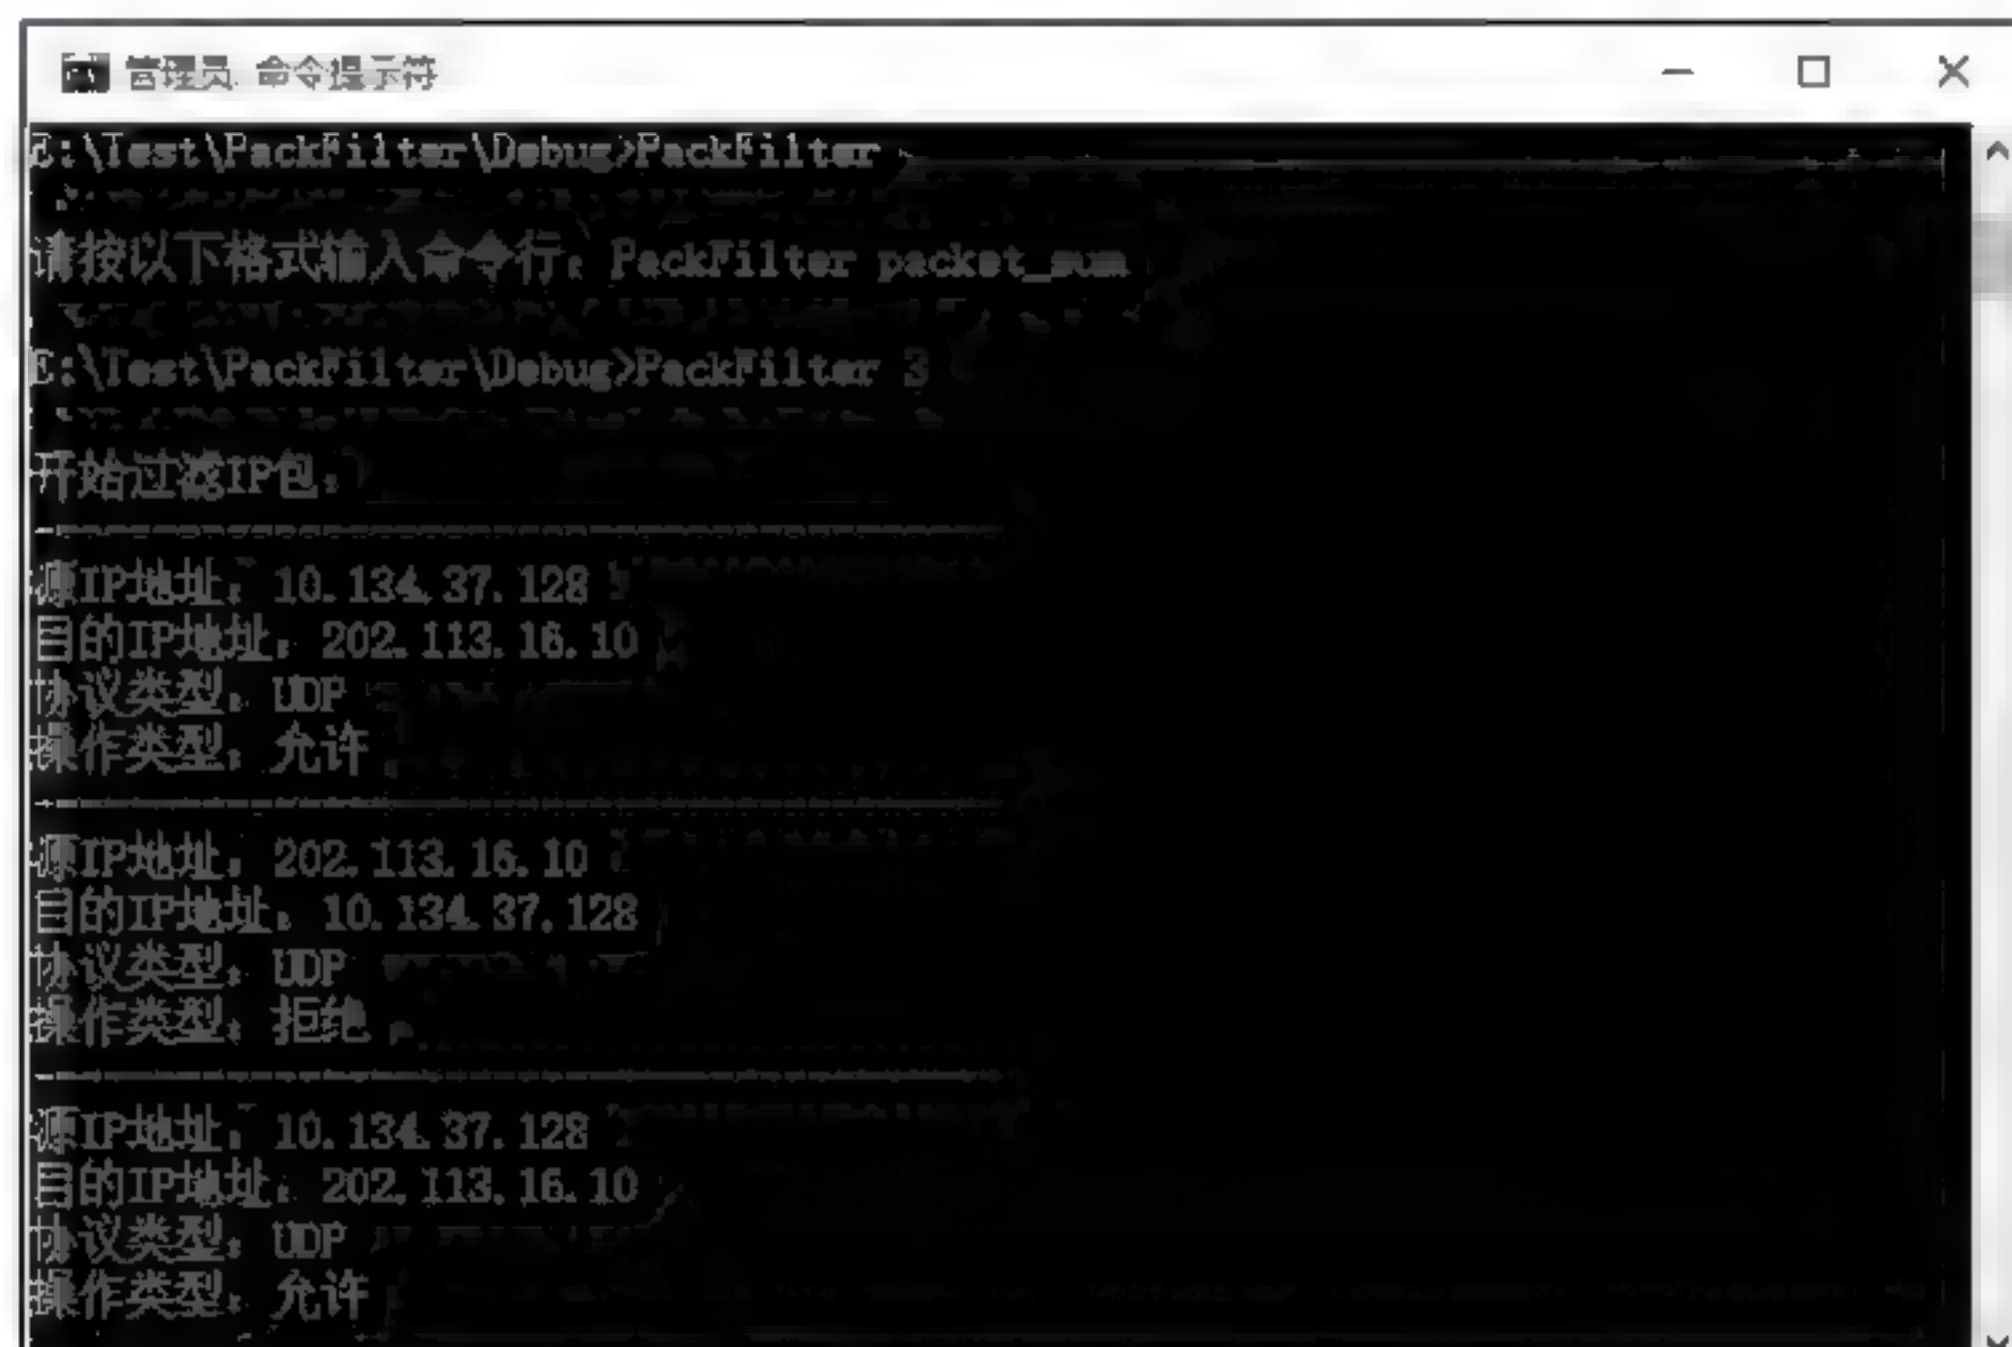 管理员: 命令提示符
E:\Test\PackFilter\Debug>PackFilter
请按以下格式输入命令行：PackFilter packet_sum
E:\Test\PackFilter\Debug>PackFilter 3
开始过滤IP包：
源IP地址：10.134.37.128
目的IP地址：202.113.16.10
协议类型：UDP
操作类型：允许
源IP地址：202.113.16.10
目的IP地址：10.134.37.128
协议类型：UDP
操作类型：拒绝
源IP地址：10.134.37.128
目的IP地址：202.113.16.10
协议类型：UDP
操作类型：允许